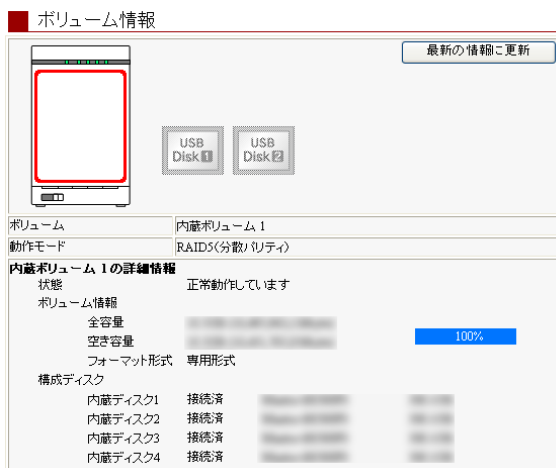 ボリューム情報
最新の情報に更新
USB Disk 1
USB Disk 2
ボリューム 内蔵ボリューム 1
動作モード RAID5(分散パリティ)
内蔵ボリューム 1の詳細情報
状態 正常動作しています
ボリューム情報
全容量
空き容量 100%
フォーマット形式 専用形式
構成ディスク
内蔵ディスク1 接続済
内蔵ディスク2 接続済
内蔵ディスク3 接続済
内蔵ディスク4 接続済